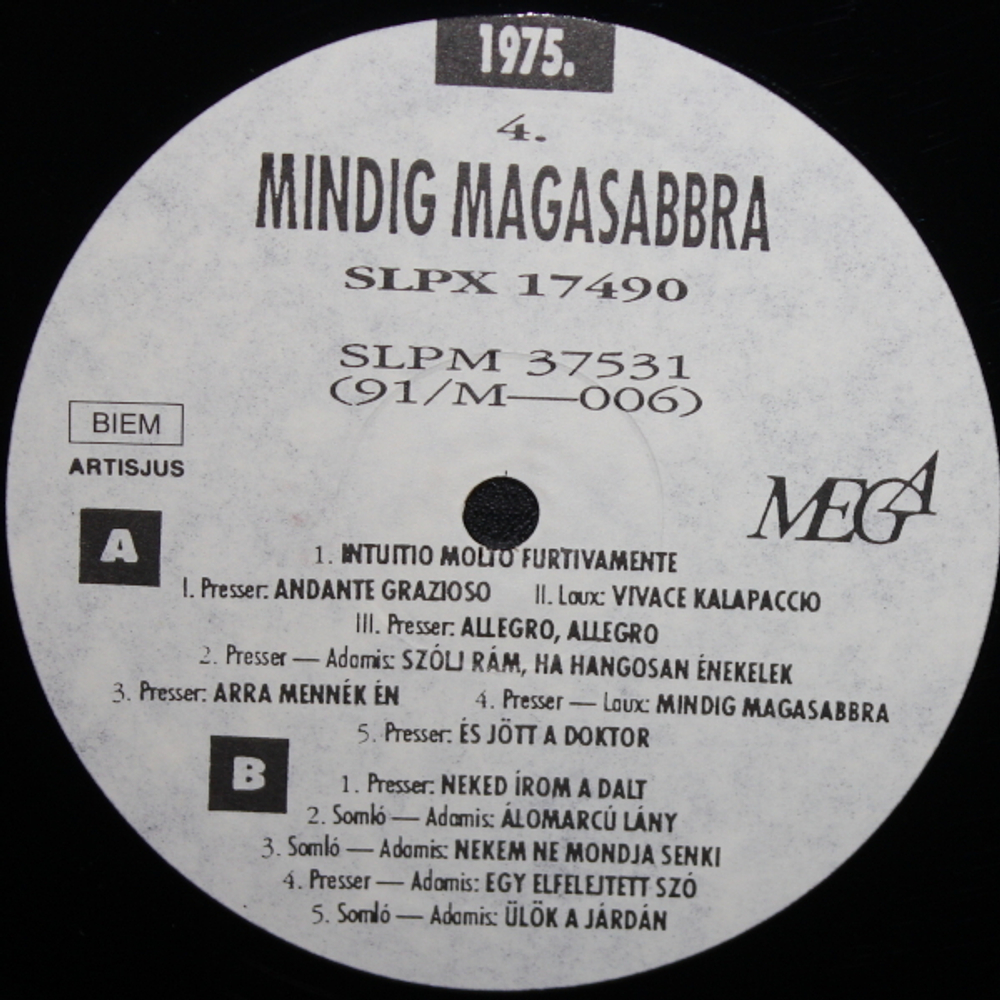 1975.
4.
MINDIG MAGASABBRA
SLPX 17490
SLPM 37531
(91/M—006)
BIEM
ARTISJUS
MEGA
A
1. INTUITIO MOLTO FURTIVAMENTE
I. Presser: ANDANTE GRAZIOSO II. Laux: VIVACE KALAPACCIO
III. Presser: ALLEGRO, ALLEGRO
2. Presser — Adamis: SZÓLJ RÁM, HA HANGOSAN ÉNEKELEK
3. Presser: ARRA MENNÉK ÉN 4. Presser — Laux: MINDIG MAGASABBRA
5. Presser: ÉS JÖTT A DOKTOR
B
1. Presser: NEKED ÍROM A DALT
2. Somló — Adamis: ÁLOMARCÚ LÁNY
3. Somló — Adamis: NEKEM NE MONDJA SENKI
4. Presser — Adamis: EGY ELFELEJTETT SZÓ
5. Somló — Adamis: ÜLÖK A JÁRDÁN